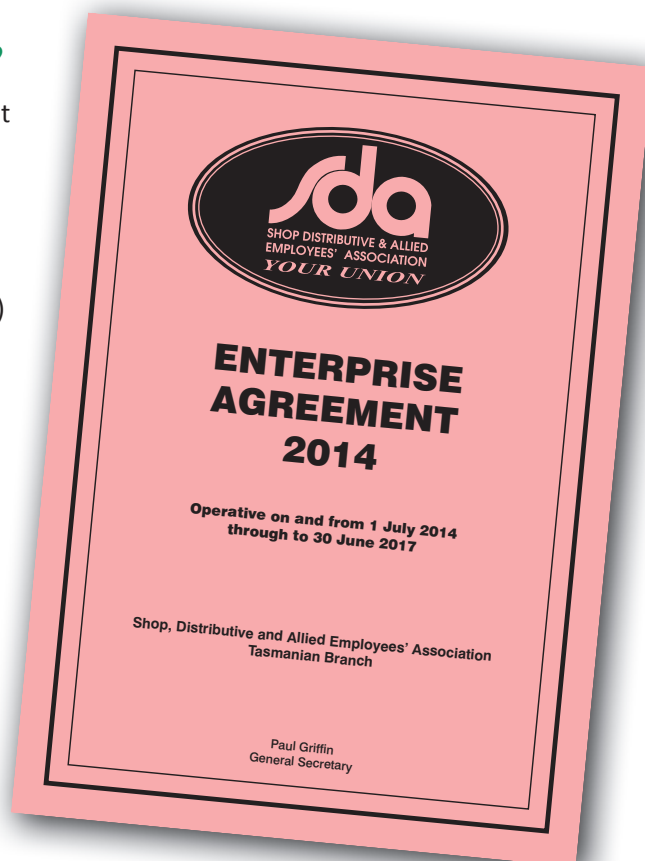 t
)
sda
SHOP DISTRIBUTIVE & ALLIED
EMPLOYEES' ASSOCIATION
YOUR UNION
ENTERPRISE
AGREEMENT
2014
Operative on and from 1 July 2014
through to 30 June 2017
Shop, Distributive and Allied Employees' Association
Tasmanian Branch
Paul Griffin
General Secretary